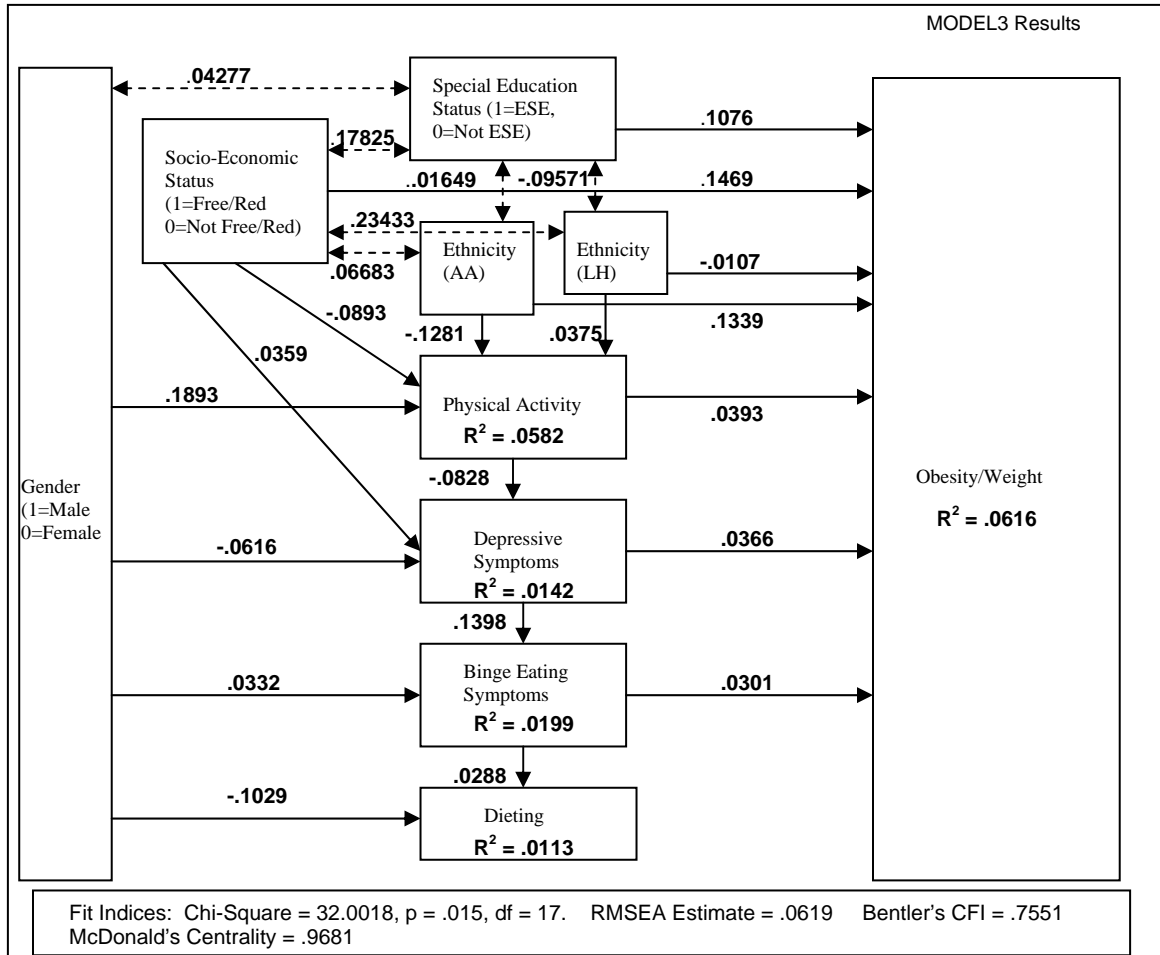 MODEL3 Results
.04277
Special Education
Status (1=ESE,
0=Not ESE)
.1076
.17825
Socio-Economic
Status
(1=Free/Red
0=Not Free/Red)
..01649
-.09571
.1469
.23433
.06683
Ethnicity
(AA)
Ethnicity
(LH)
-.0107
.1339
-.0893
-.1281
.0375
.0359
.1893
Physical Activity
R² = .0582
.0393
-.0828
Gender
(1=Male
0=Female
Obesity/Weight
R² = .0616
-.0616
Depressive
Symptoms
R² = .0142
.0366
.1398
.0332
Binge Eating
Symptoms
R² = .0199
.0301
.0288
-.1029
Dieting
R² = .0113
Fit Indices: Chi-Square = 32.0018, p = .015, df = 17. RMSEA Estimate = .0619 Bentler's CFI = .7551
McDonald's Centrality = .9681